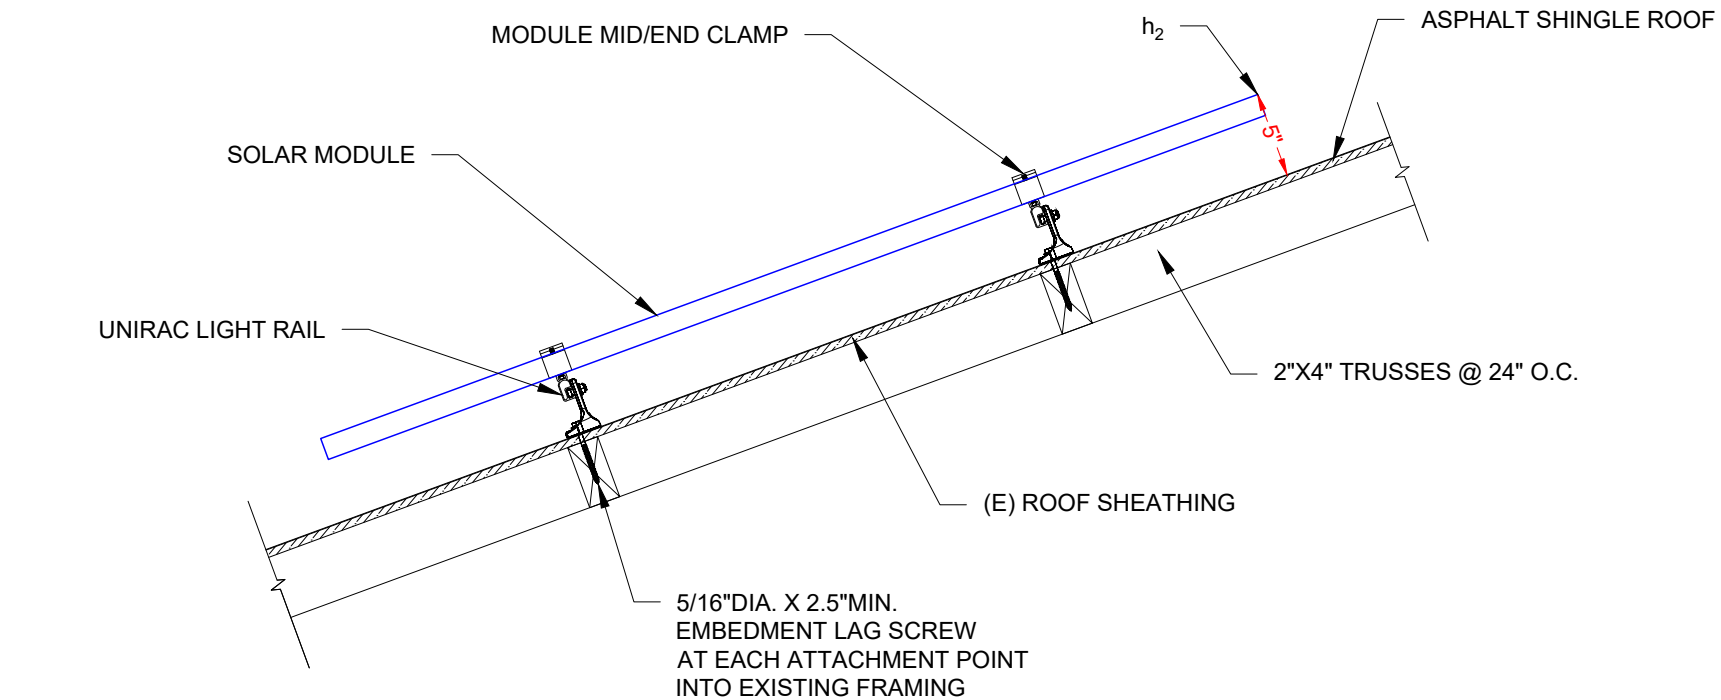 ASPHALT SHINGLE ROOF
h2
MODULE MID/END CLAMP
5"
SOLAR MODULE
UNIRAC LIGHT RAIL
2"X4" TRUSSES @ 24" O.C.
(E) ROOF SHEATHING
5/16"DIA. X 2.5"MIN.
EMBEDMENT LAG SCREW
AT EACH ATTACHMENT POINT
INTO EXISTING FRAMING